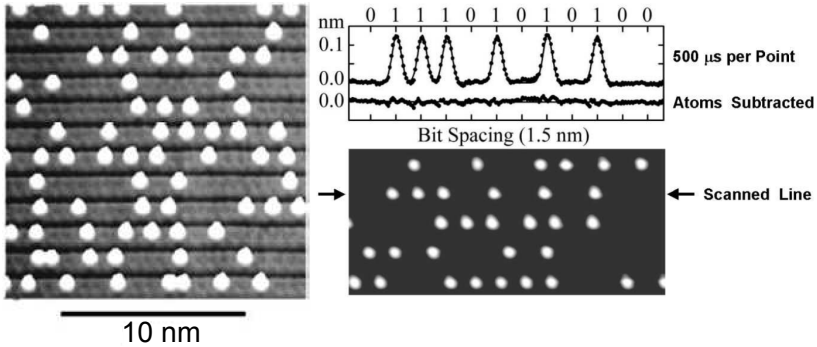 nm 0 1 1 1 0 1 0 1 0 1 0 0
0.1
500 µs per Point
0.0
0.0
Atoms Subtracted
Bit Spacing (1.5 nm)
Scanned Line
10 nm